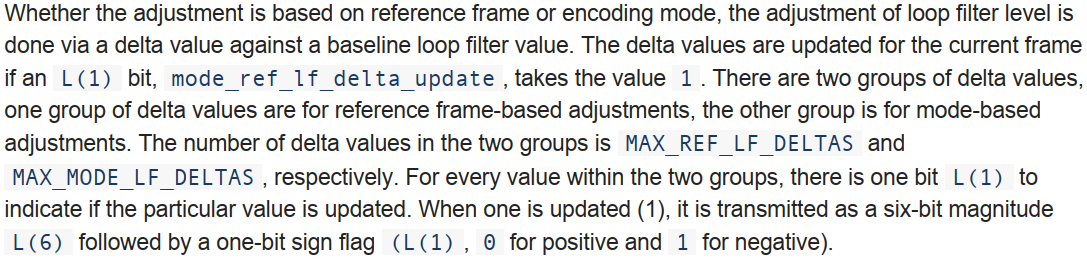 Whether the adjustment is based on reference frame or encoding mode, the adjustment of loop filter level is
done via a delta value against a baseline loop filter value. The delta values are updated for the current frame
if an L(1) bit, mode_ref_lf_delta_update, takes the value 1. There are two groups of delta values,
one group of delta values are for reference frame-based adjustments, the other group is for mode-based
adjustments. The number of delta values in the two groups is MAX_REF_LF_DELTAS and
MAX_MODE_LF_DELTAS, respectively. For every value within the two groups, there is one bit L(1) to
indicate if the particular value is updated. When one is updated (1), it is transmitted as a six-bit magnitude
L(6) followed by a one-bit sign flag (L(1), 0 for positive and 1 for negative).